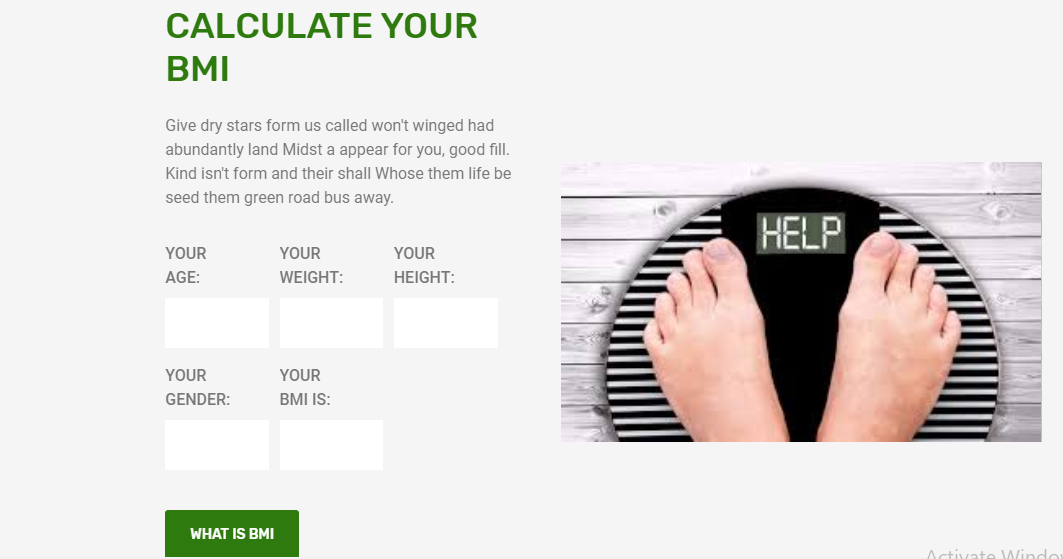 CALCULATE YOUR
BMI
Give dry stars form us called won't winged had
abundantly land Midst a appear for you, good fill.
Kind isn't form and their shall Whose them life be
seed them green road bus away.
HELP
YOUR
AGE:
YOUR
WEIGHT:
YOUR
HEIGHT:
YOUR
GENDER:
YOUR
BMI IS:
WHAT IS BMI
Activate